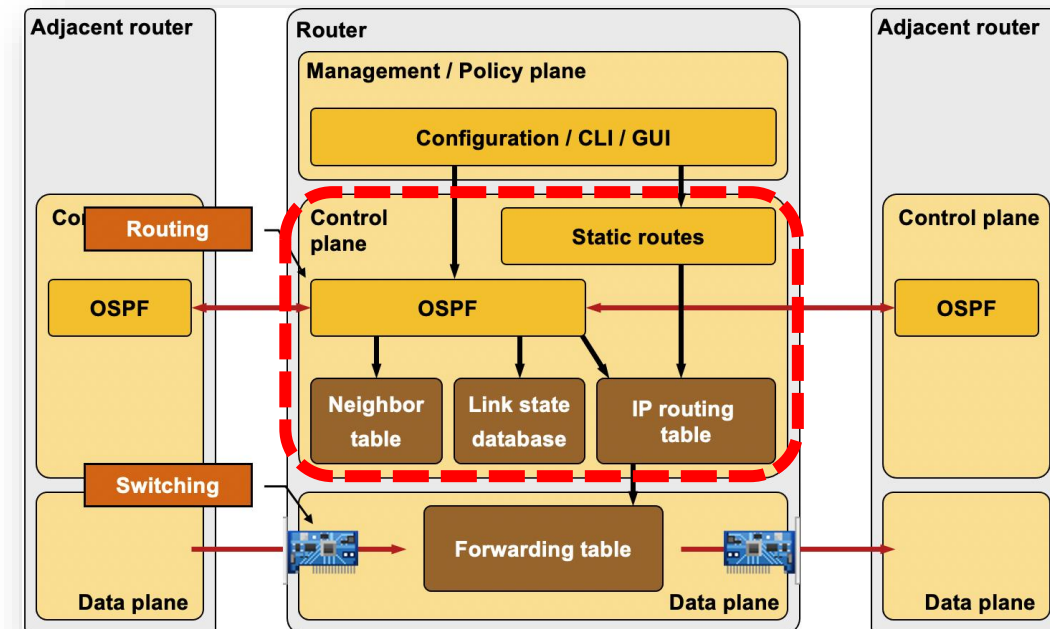 Adjacent router
Router
Adjacent router
Management / Policy plane
Configuration / CLI / GUI
Routing
Control
plane
Static routes
Control plane
OSPF
OSPF
OSPF
Neighbor
table
Link state
database
IP routing
table
Switching
Forwarding table
Data plane
Data plane
Data plane